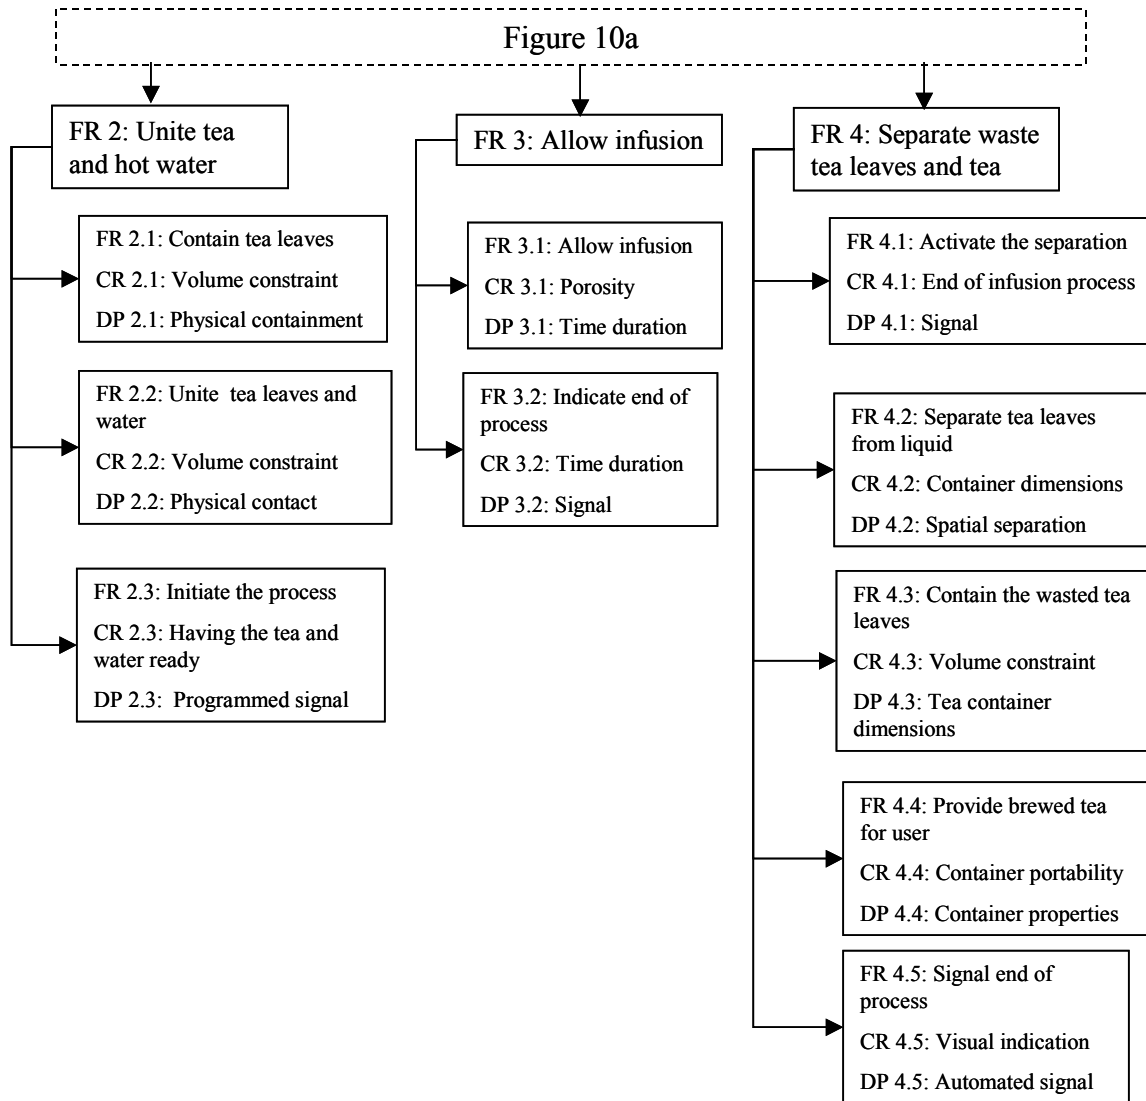 Figure 10a
FR 2: Unite tea
and hot water
FR 2.1: Contain tea leaves
CR 2.1: Volume constraint
DP 2.1: Physical containment
FR 2.2: Unite tea leaves and
water
CR 2.2: Volume constraint
DP 2.2: Physical contact
FR 2.3: Initiate the process
CR 2.3: Having the tea and
water ready
DP 2.3: Programmed signal
FR 3: Allow infusion
FR 3.1: Allow infusion
CR 3.1: Porosity
DP 3.1: Time duration
FR 3.2: Indicate end of
process
CR 3.2: Time duration
DP 3.2: Signal
FR 4: Separate waste
tea leaves and tea
FR 4.1: Activate the separation
CR 4.1: End of infusion process
DP 4.1: Signal
FR 4.2: Separate tea leaves
from liquid
CR 4.2: Container dimensions
DP 4.2: Spatial separation
FR 4.3: Contain the wasted tea
leaves
CR 4.3: Volume constraint
DP 4.3: Tea container
dimensions
FR 4.4: Provide brewed tea
for user
CR 4.4: Container portability
DP 4.4: Container properties
FR 4.5: Signal end of
process
CR 4.5: Visual indication
DP 4.5: Automated signal